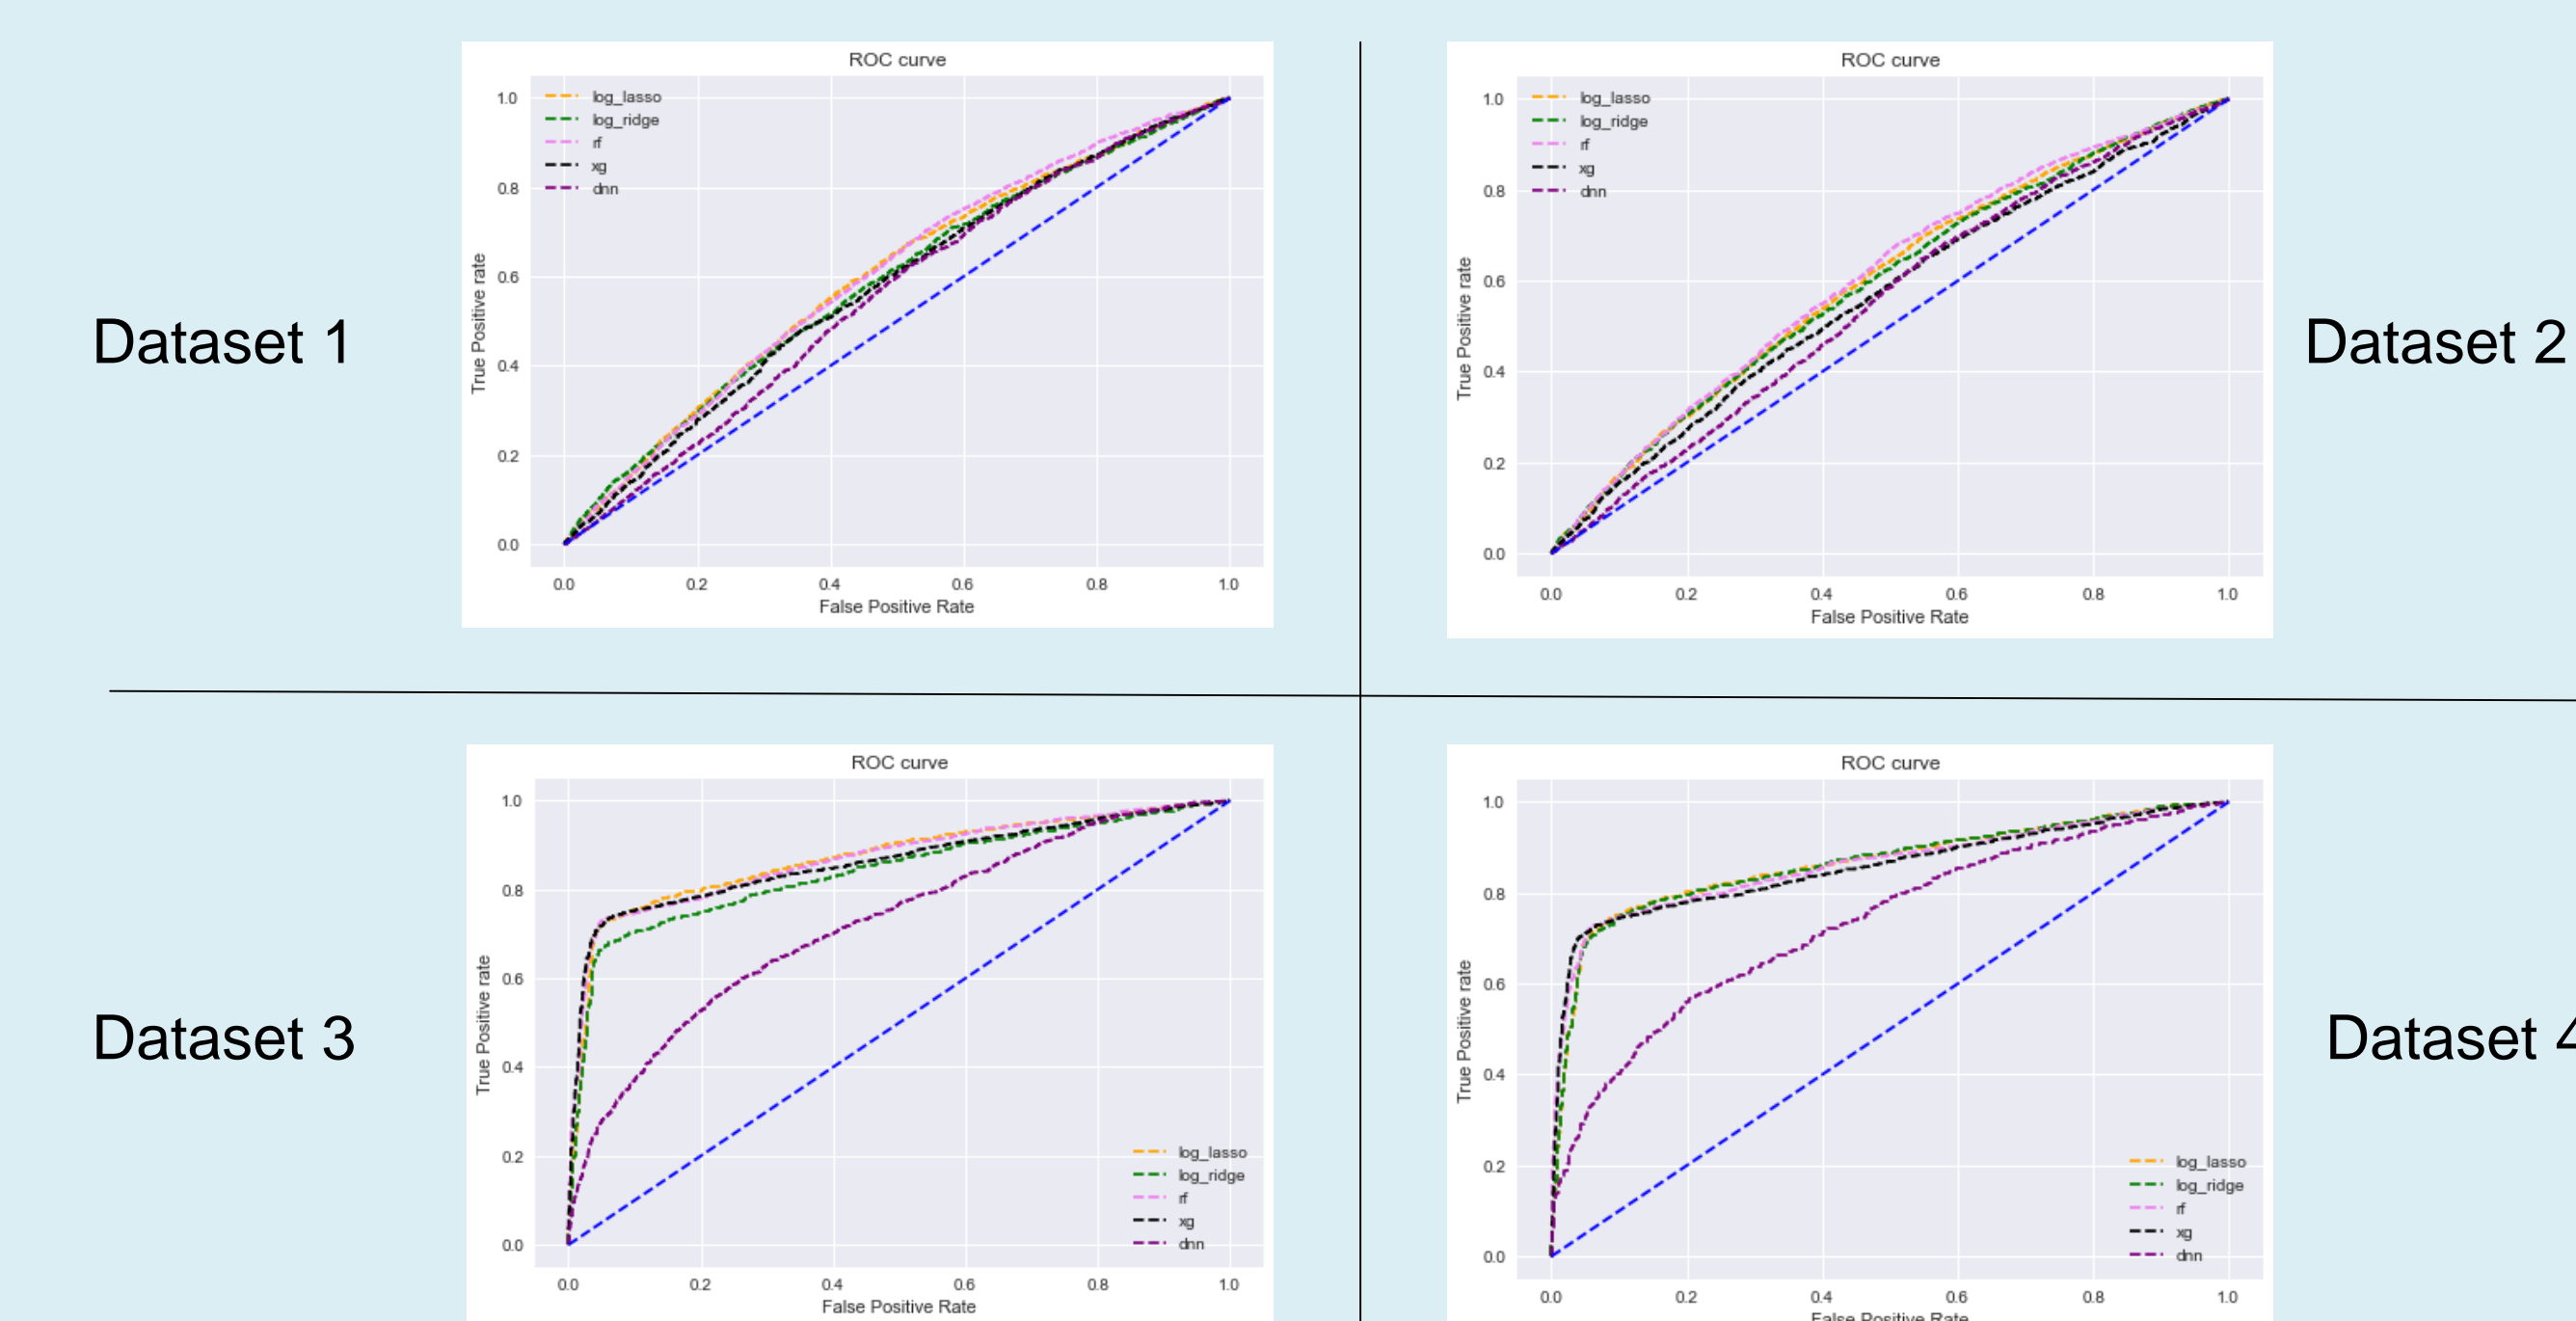 Dataset 1
ROC curve
log_lasso
log_ridge
rf
xg
dnn
True Positive rate
1.0
0.8
0.6
0.4
0.2
0.0
0.0 0.2 0.4 0.6 0.8 1.0
False Positive Rate
ROC curve
log_lasso
log_ridge
rf
xg
dnn
True Positive rate
1.0
0.8
0.6
0.4
0.2
0.0
0.0 0.2 0.4 0.6 0.8 1.0
False Positive Rate
Dataset 2
Dataset 3
ROC curve
True Positive rate
1.0
0.8
0.6
0.4
0.2
0.0
log_lasso
log_ridge
rf
xg
dnn
0.0 0.2 0.4 0.6 0.8 1.0
False Positive Rate
ROC curve
True Positive rate
1.0
0.8
0.6
0.4
0.2
0.0
log_lasso
log_ridge
rf
xg
dnn
0.0 0.2 0.4 0.6 0.8 1.0
False Positive Rate
Dataset 4